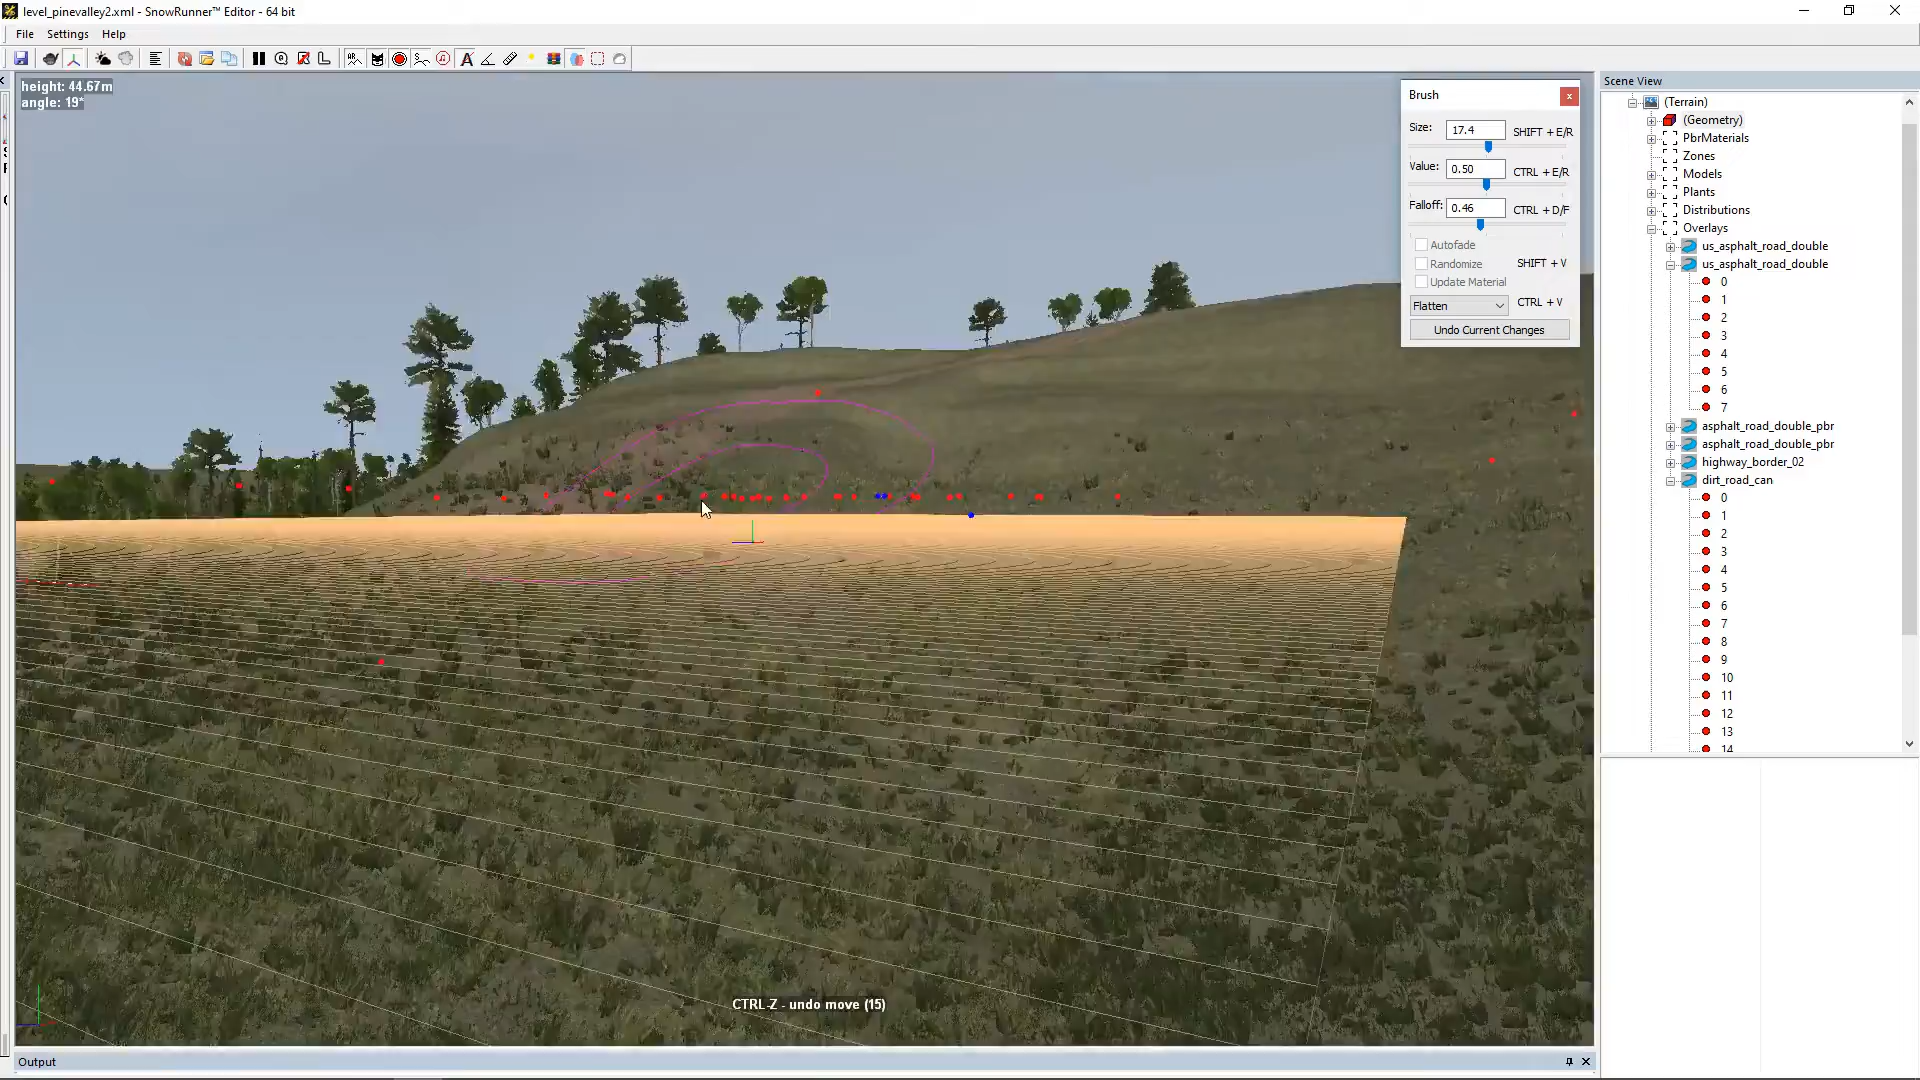 level_pinevalley2.xml - SnowRunner™ Editor - 64 bit
File Settings Help
height: 44.67m
angle: 19*
Brush
Size: 17.4 SHIFT + E/R
Value: 0.50 CTRL + E/R
Falloff: 0.46 CTRL + D/F
Autofade
Randomize SHIFT + V
Update Material
Flatten CTRL + V
Undo Current Changes
Scene View
(Terrain)
(Geometry)
PbrMaterials
Zones
Models
Plants
Distributions
Overlays
us_asphalt_road_double
us_asphalt_road_double
0
1
2
3
4
5
6
7
asphalt_road_double_pbr
asphalt_road_double_pbr
highway_border_02
dirt_road_can
0
1
2
3
4
5
6
7
8
9
10
11
12
13
14
CTRL-Z - undo move (15)
Output